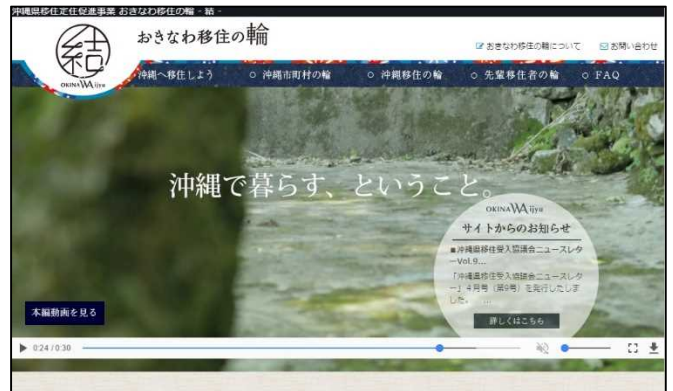 沖縄県移住定住促進事業 おきなわ移住の輪 - 結 -
結
OKINAWA ijyu
おきなわ移住の輪
おきなわ移住の輪について
お問い合わせ
沖縄へ移住しよう
沖縄市町村の輪
沖縄移住の輪
先輩移住者の輪
FAQ
沖縄で暮らす、ということ。
OKINAWA ijyu
サイトからのお知らせ
■沖縄県移住受入協議会ニュースレタ
ーVol.9...
「沖縄県移住受入協議会ニュースレタ
ー」４月号（第9号）を発行したしま
した。 ...
詳しくはこちら
本編動画を見る
0:24 / 0:30